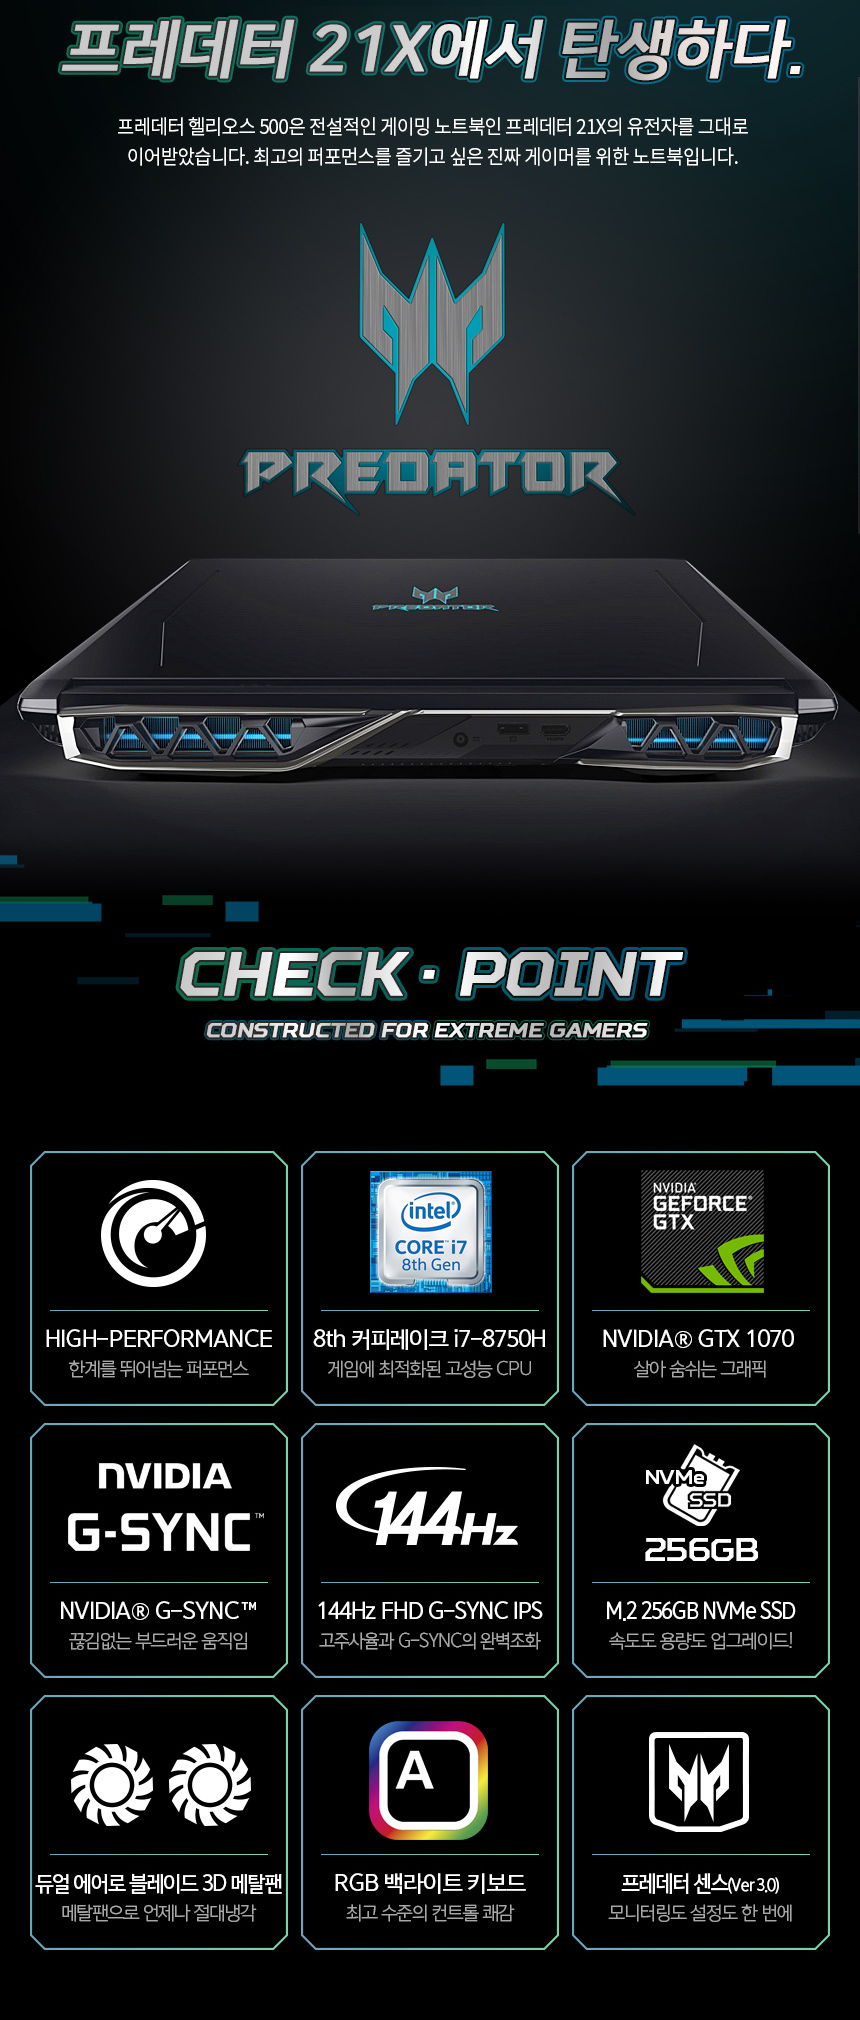 프레데터 21X에서 탄생하다.
프레데터 헬리오스 500은 전설적인 게이밍 노트북인 프레데터 21X의 유전자를 그대로
이어받았습니다. 최고의 퍼포먼스를 즐기고 싶은 진짜 게이머를 위한 노트북입니다.
PREDATOR
PREDATOR
CHECK · POINT
CONSTRUCTED FOR EXTREME GAMERS
HIGH-PERFORMANCE
한계를 뛰어넘는 퍼포먼스
intel®
CORE™ i7
8th Gen
8th 커피레이크 i7-8750H
게임에 최적화된 고성능 CPU
NVIDIA®
GEFORCE®
GTX
NVIDIA® GTX 1070
살아 숨쉬는 그래픽
NVIDIA
G-SYNC™
NVIDIA® G-SYNC™
끊김없는 부드러운 움직임
144Hz
144Hz FHD G-SYNC IPS
고주사율과 G-SYNC의 완벽조화
NVMe
SSD
256GB
M.2 256GB NVMe SSD
속도도 용량도 업그레이드!
듀얼 에어로 블레이드 3D 메탈팬
메탈팬으로 언제나 절대냉각
A
RGB 백라이트 키보드
최고 수준의 컨트롤 쾌감
프레데터 센스(Ver 3.0)
모니터링도 설정도 한 번에